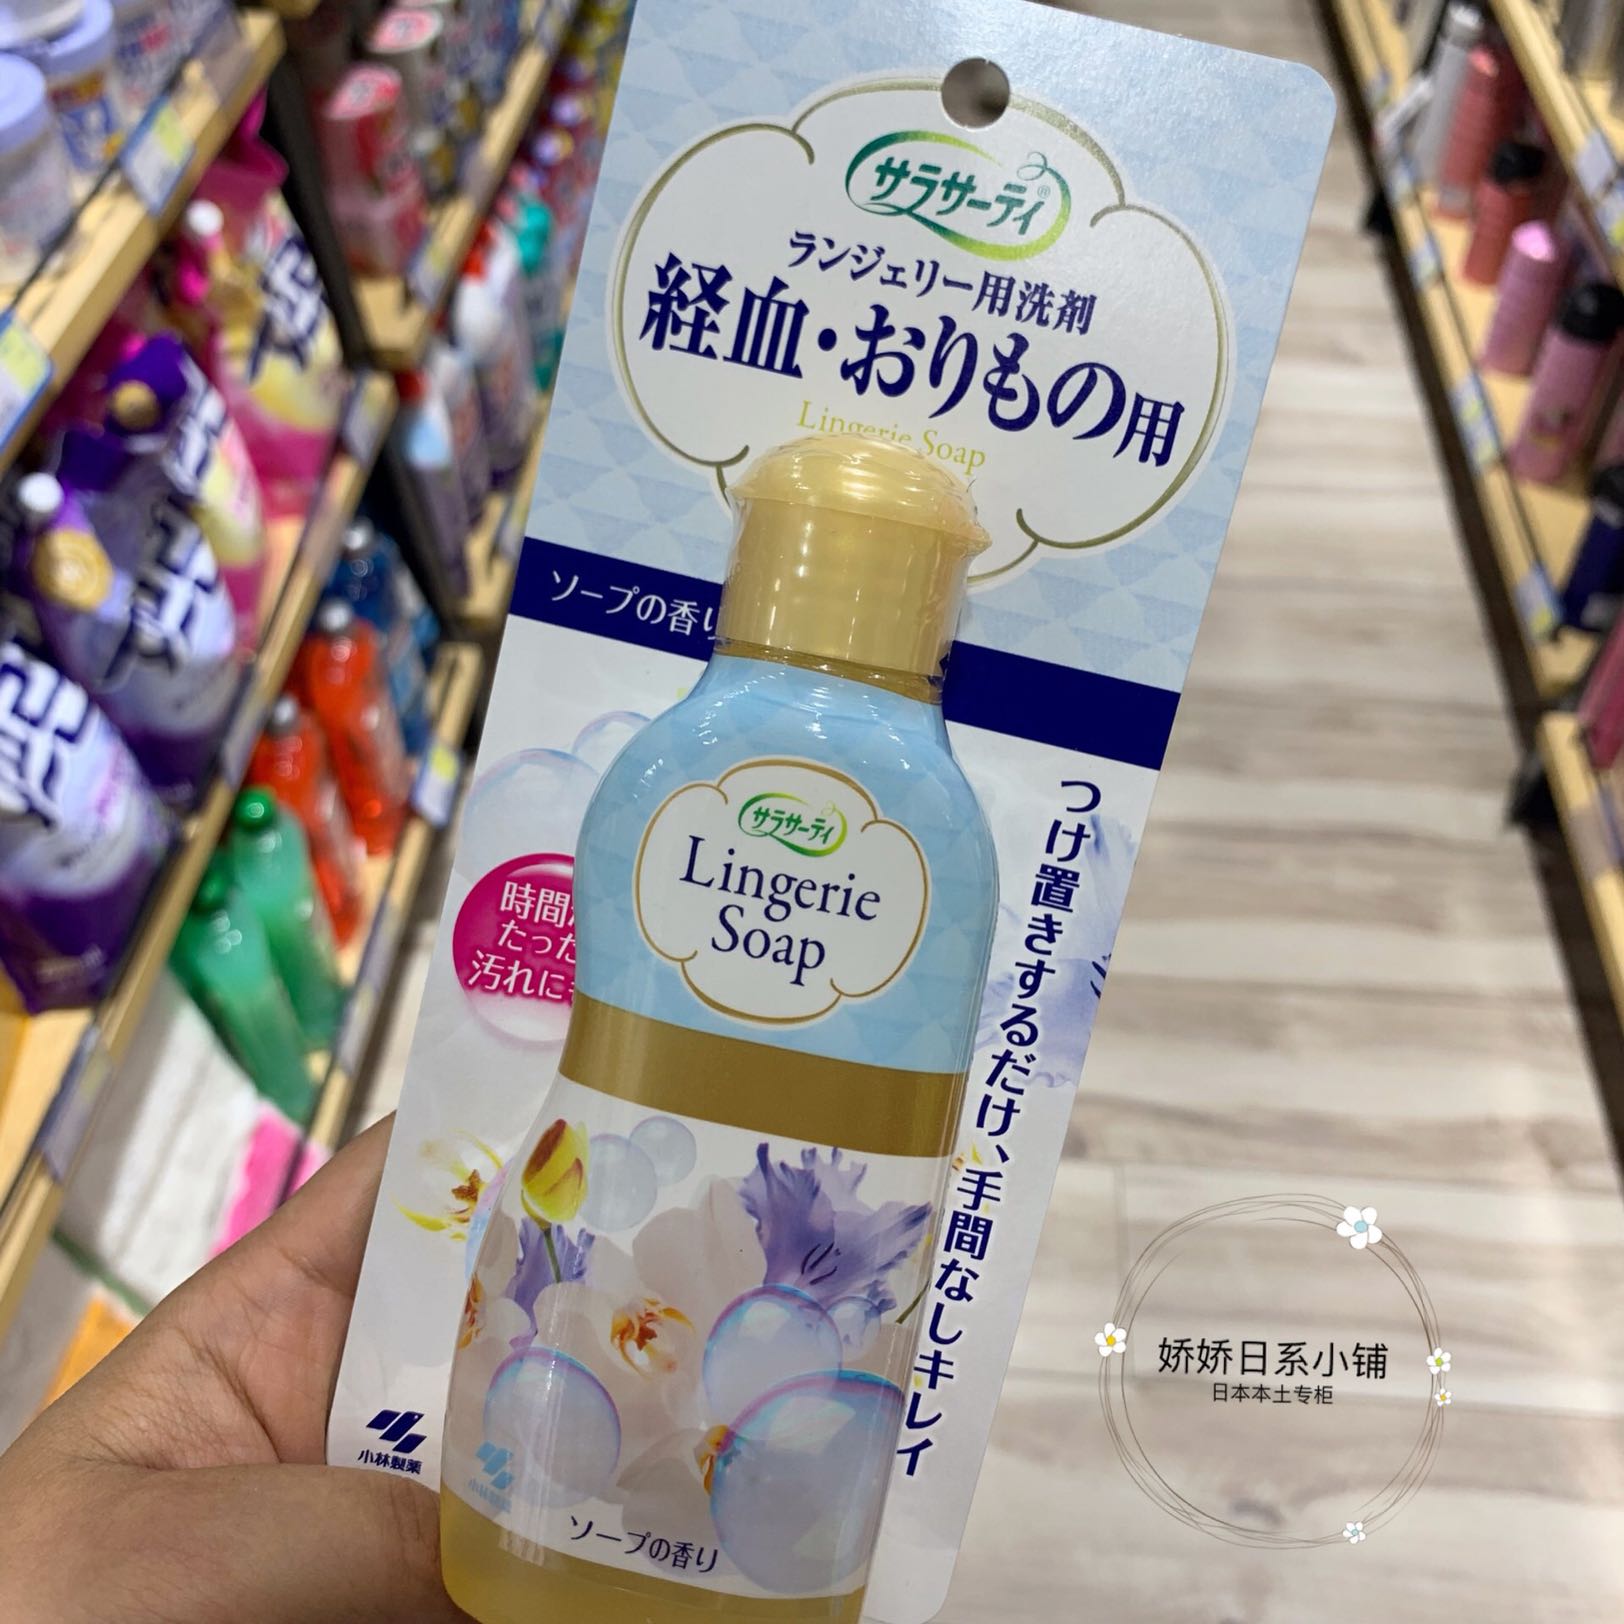 サラサーティ®
ランジェリー用洗剤
経血・おりもの用
Lingerie Soap
ソープの香り
サラサーティ
Lingerie
Soap
時間
たった
汚れに
つけ置きするだけ、手間なしキレイ
小林製薬
小林製薬
ソープの香り
娇娇日系小铺
日本本土专柜